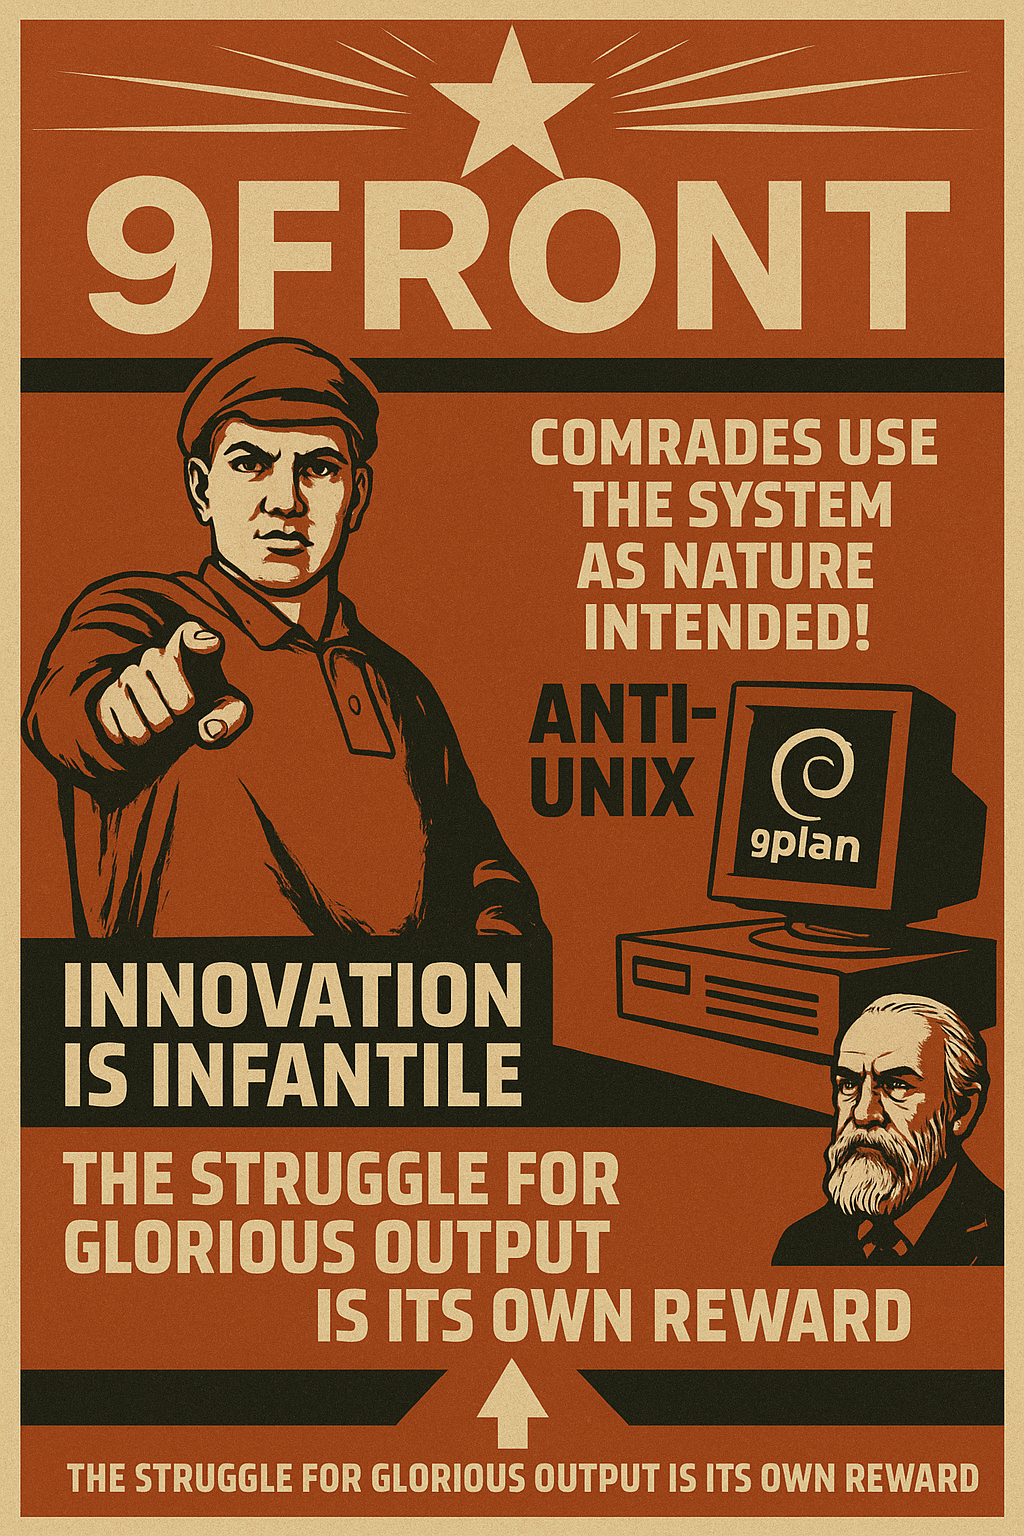 9FRONT
COMRADES USE
THE SYSTEM
AS NATURE
INTENDED!
ANTI-
UNIX
9plan
INNOVATION
IS INFANTILE
THE STRUGGLE FOR
GLORIOUS OUTPUT
IS ITS OWN REWARD
THE STRUGGLE FOR GLORIOUS OUTPUT IS ITS OWN REWARD